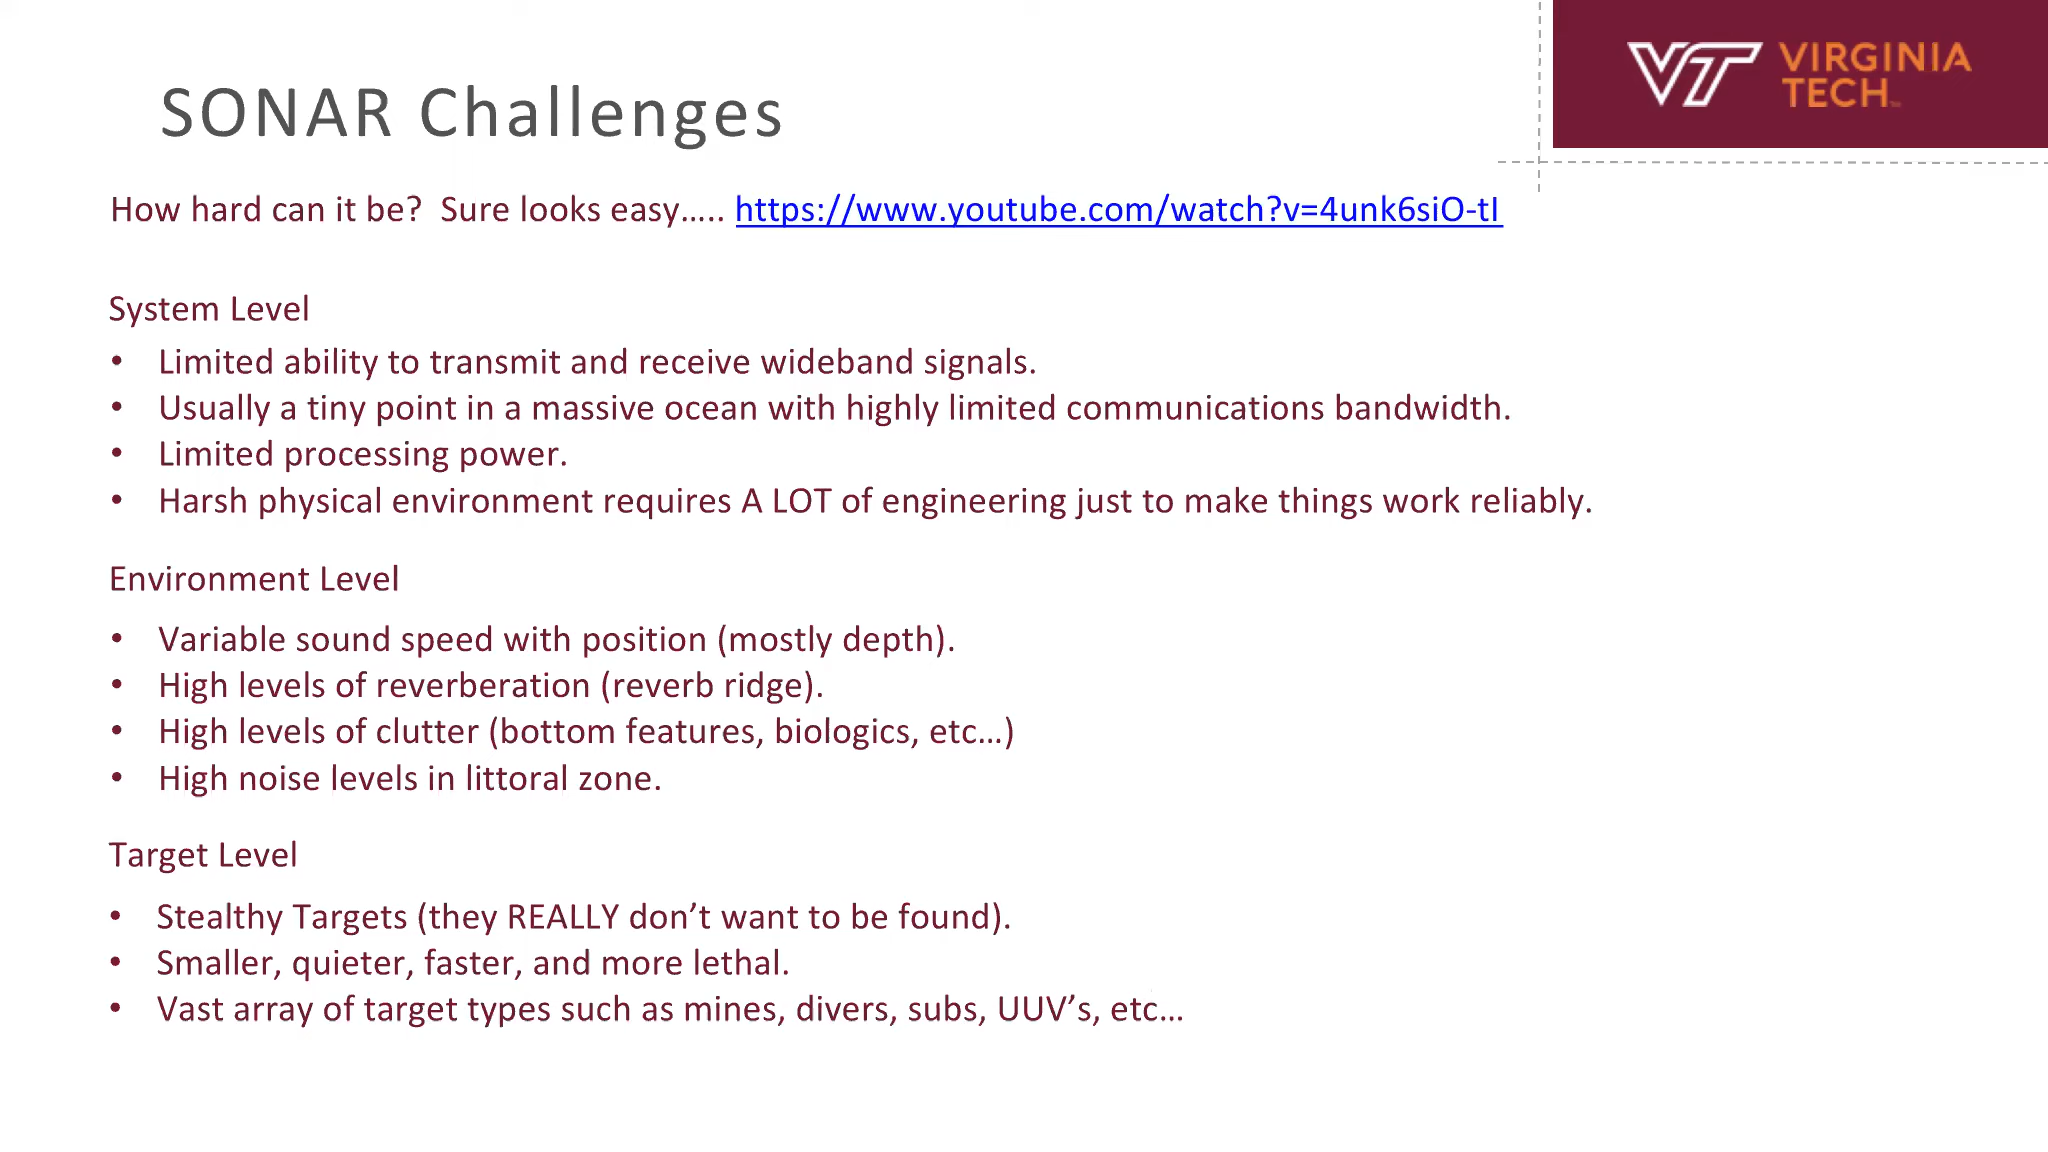 SONAR Challenges
VIRGINIA
TECH
How hard can it be?  Sure looks easy..... https://www.youtube.com/watch?v=4unk6siO-tI
System Level
• Limited ability to transmit and receive wideband signals.
• Usually a tiny point in a massive ocean with highly limited communications bandwidth.
• Limited processing power.
• Harsh physical environment requires A LOT of engineering just to make things work reliably.
Environment Level
• Variable sound speed with position (mostly depth).
• High levels of reverberation (reverb ridge).
• High levels of clutter (bottom features, biologics, etc…)
• High noise levels in littoral zone.
Target Level
• Stealthy Targets (they REALLY don’t want to be found).
• Smaller, quieter, faster, and more lethal.
• Vast array of target types such as mines, divers, subs, UUV’s, etc…